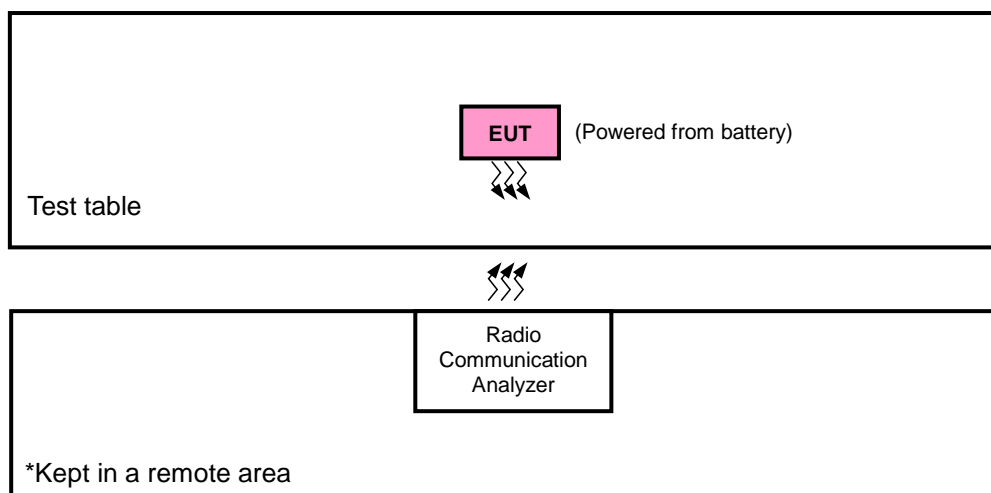 EUT
(Powered from battery)
Test table
Radio
Communication
Analyzer
*Kept in a remote area